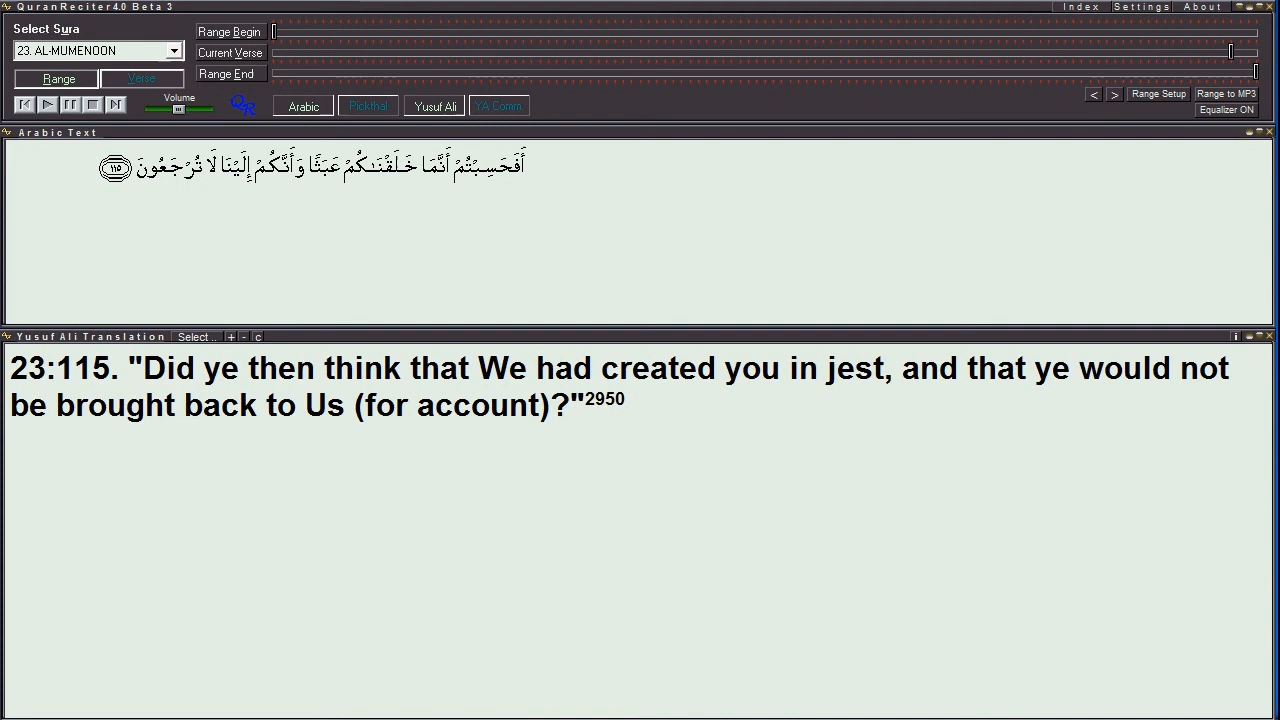 QuranReciter4.0 Beta 3
Index Settings About
Select Sura
23. AL-MUMENOON
Range Verse
Volume
Range Begin
Current Verse
Range End
Arabic Pickthal Yusuf Ali YA Comm.
< > Range Setup Range to MP3
Equalizer ON
Arabic Text
أَفَحَسِبْتُمْ أَنَّمَا خَلَقْنَـٰكُمْ عَبَثًا وَأَنَّكُمْ إِلَيْنَا لَا تُرْجَعُونَ ١١٥
Yusuf Ali Translation Select .. + - c i
23:115. "Did ye then think that We had created you in jest, and that ye would not
be brought back to Us (for account)?"2950